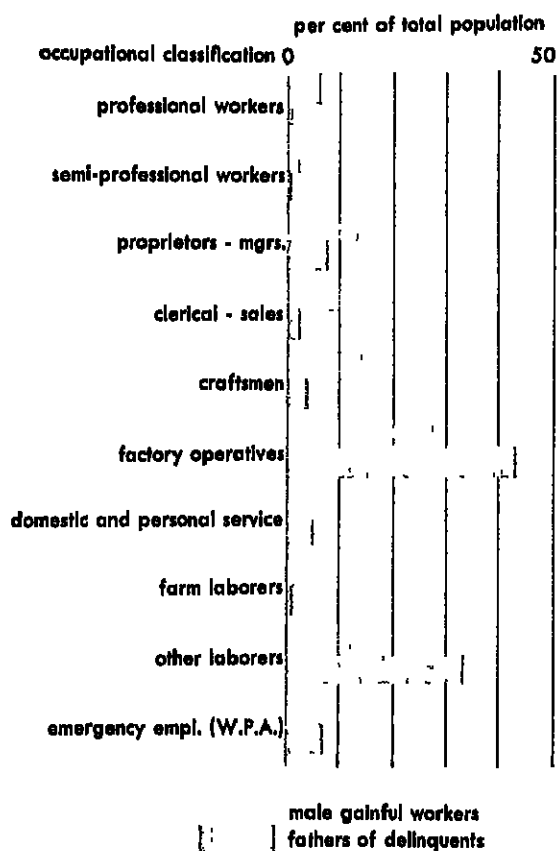 per cent of total population
occupational classification 0 50
professional workers
semi-professional workers
proprietors - mgrs.
clerical - sales
craftsmen
factory operatives
domestic and personal service
farm laborers
other laborers
emergency empl. (W.P.A.)
male gainful workers
fathers of delinquents